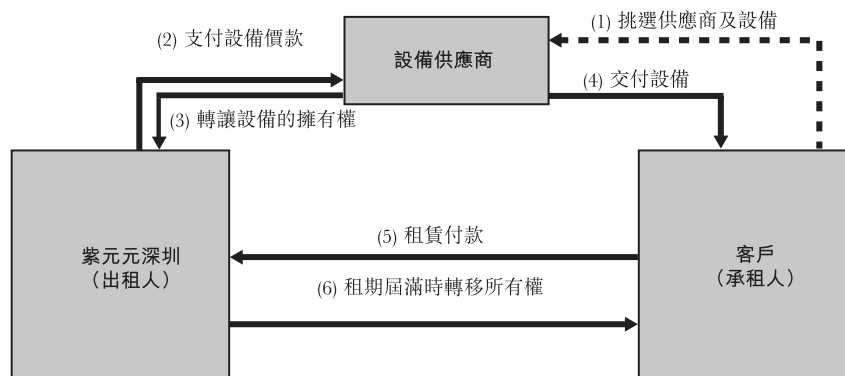 (1) 挑選供應商及設備
(2) 支付設備價款
設備供應商
(4) 交付設備
(3) 轉讓設備的擁有權
(5) 租賃付款
紫元元深圳
（出租人）
客戶
（承租人）
(6) 租期屆滿時轉移所有權